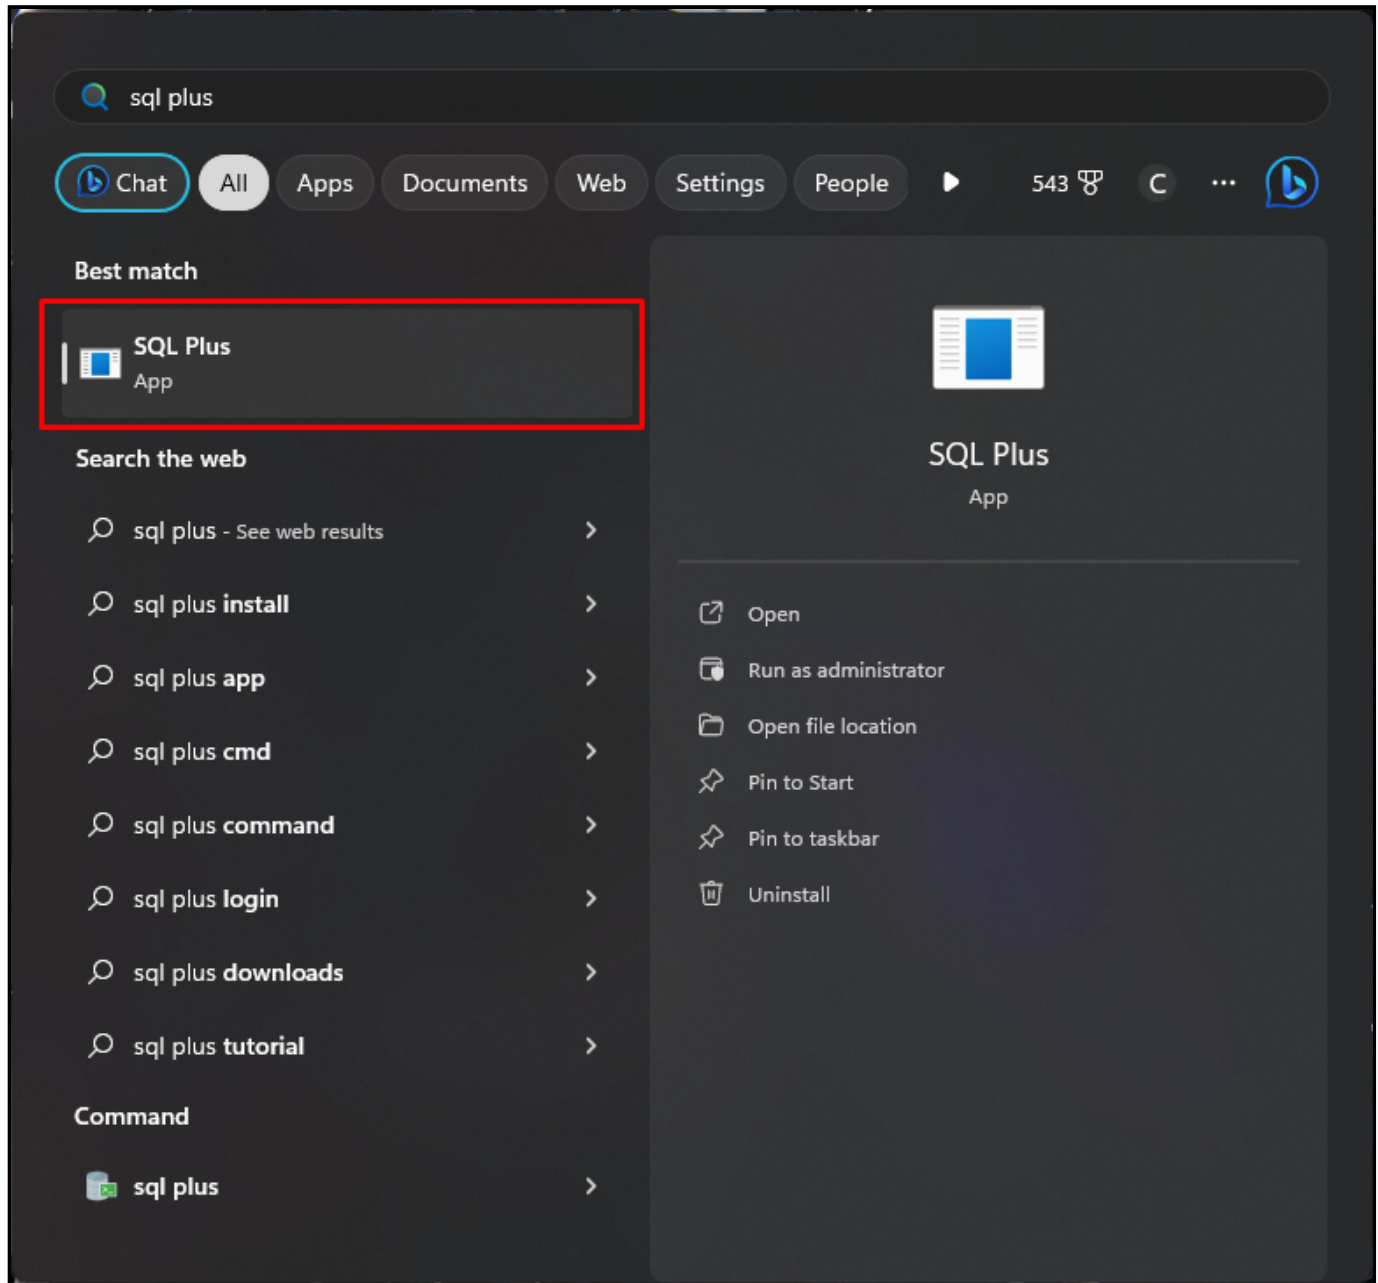 sql plus
Chat All Apps Documents Web Settings People 543 C ...
Best match
SQL Plus
App
Search the web
sql plus - See web results
sql plus install
sql plus app
sql plus cmd
sql plus command
sql plus login
sql plus downloads
sql plus tutorial
Command
sql plus
SQL Plus
App
Open
Run as administrator
Open file location
Pin to Start
Pin to taskbar
Uninstall